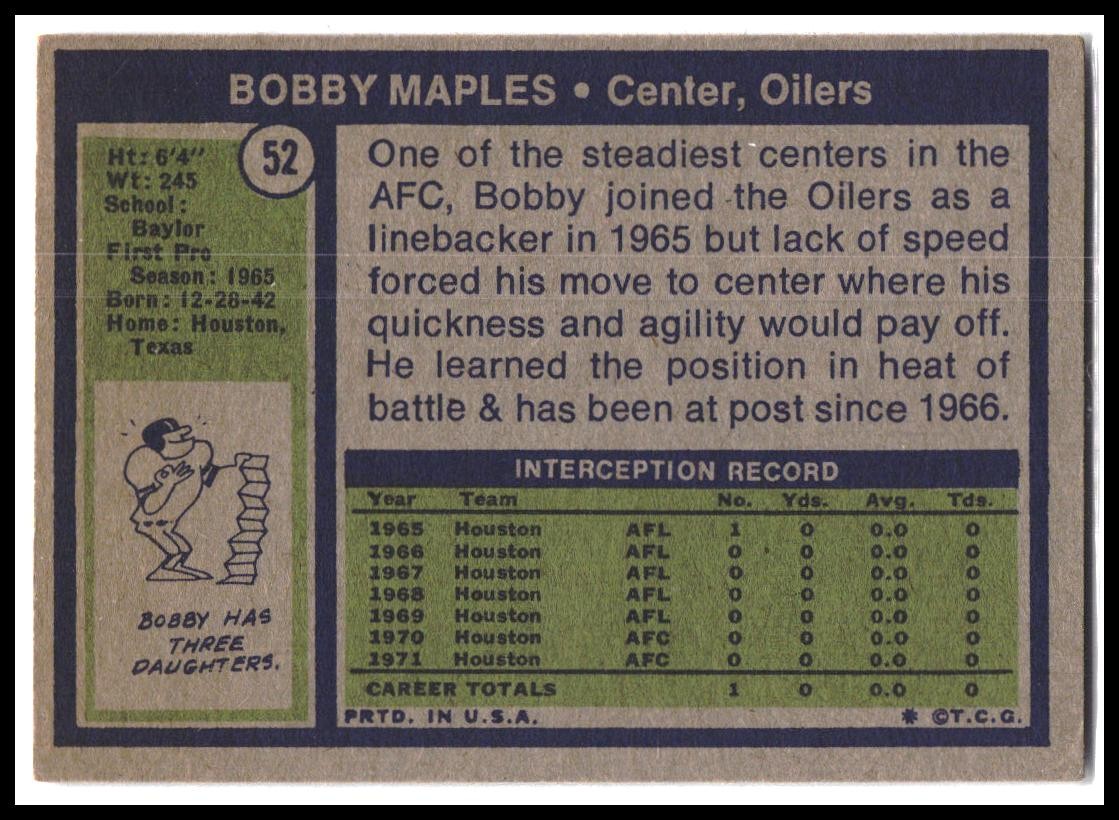 BOBBY MAPLES • Center, Oilers
52
Ht: 6'4"
Wt: 245
School:
Baylor
First Pro
Season: 1965
Born: 12-28-42
Home: Houston,
Texas
One of the steadiest centers in the
AFC, Bobby joined the Oilers as a
linebacker in 1965 but lack of speed
forced his move to center where his
quickness and agility would pay off.
He learned the position in heat of
battle & has been at post since 1966.
BOBBY HAS
THREE
DAUGHTERS.
INTERCEPTION RECORD
Year Team No. Yds. Avg. Tds.
1965 Houston AFL 1 0 0.0 0
1966 Houston AFL 0 0 0.0 0
1967 Houston AFL 0 0 0.0 0
1968 Houston AFL 0 0 0.0 0
1969 Houston AFL 0 0 0.0 0
1970 Houston AFC 0 0 0.0 0
1971 Houston AFC 0 0 0.0 0
CAREER TOTALS 1 0 0.0 0
PRTD. IN U.S.A. * ©T.C.G.